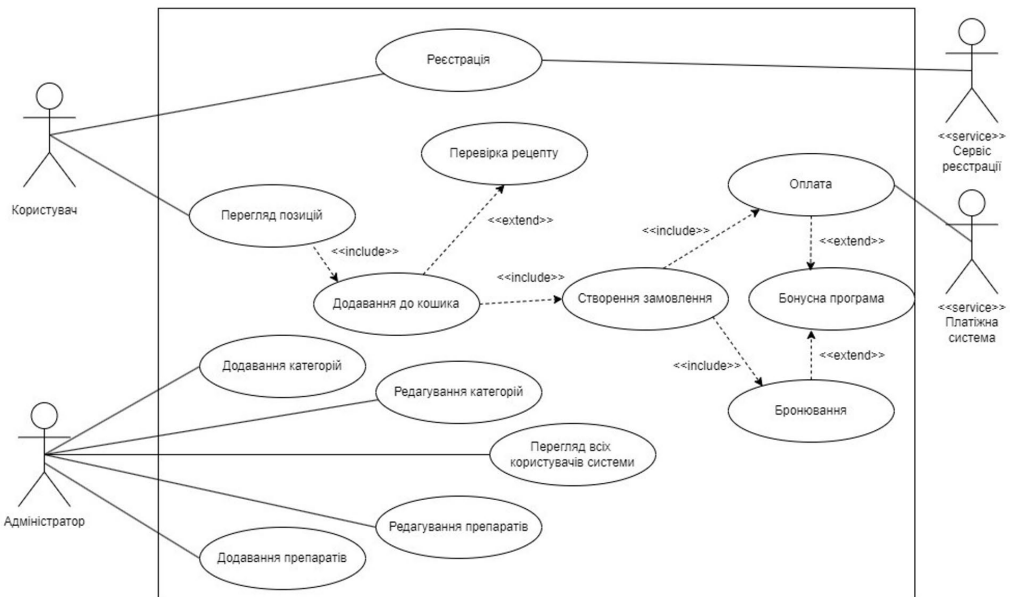 Реєстрація
<<service>>
Сервіс
реєстрації
Користувач
Перевірка рецепту
Оплата
Перегляд позицій
<<extend>>
<<include>>
<<include>>
<<extend>>
<<include>>
Додавання до кошика
Створення замовлення
Бонусна програма
<<service>>
Платіжна
система
<<extend>>
<<include>>
Додавання категорій
Редагування категорій
Бронювання
Перегляд всіх
користувачів системи
Адміністратор
Редагування препаратів
Додавання препаратів